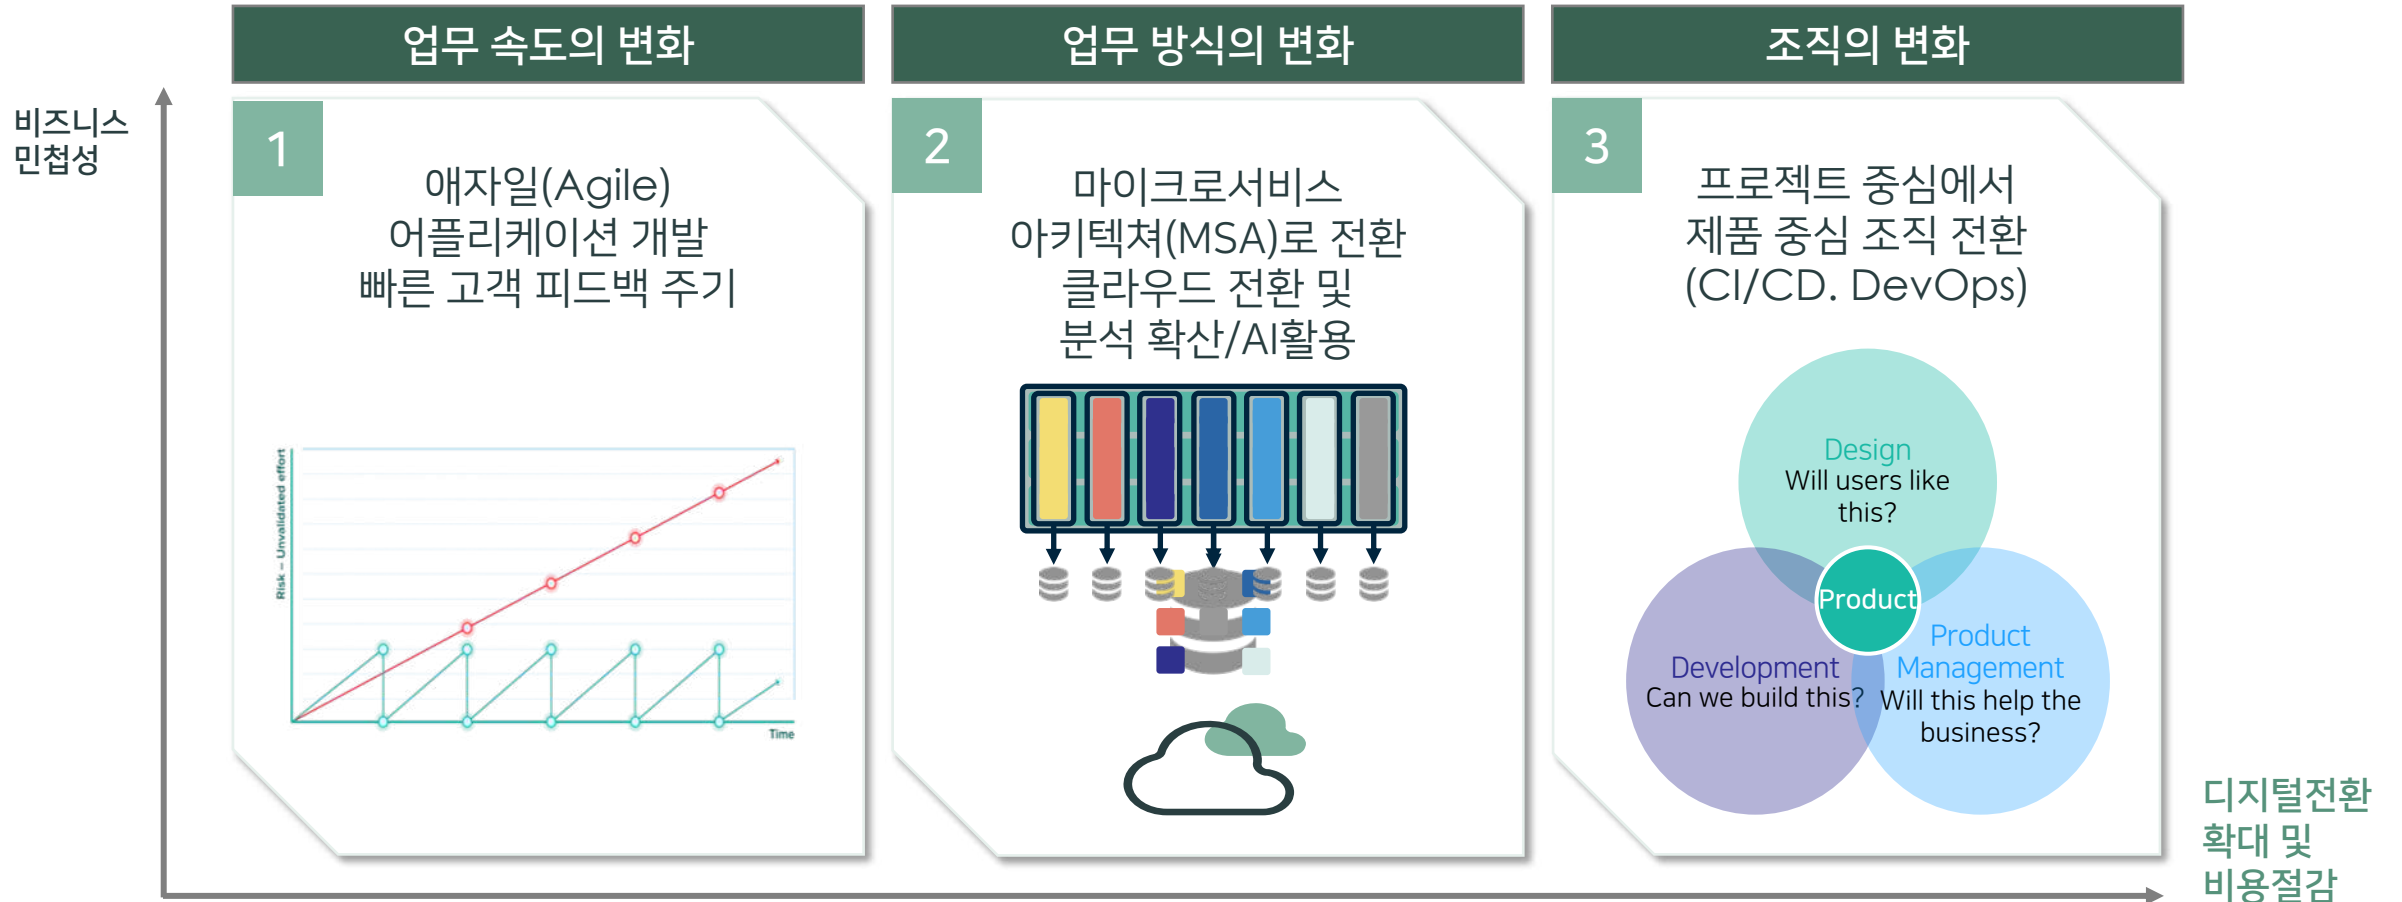 업무 속도의 변화
업무 방식의 변화
조직의 변화
비즈니스
민첩성
1
애자일(Agile)
어플리케이션 개발
빠른 고객 피드백 주기
Risk – Unvalidated effort
Time
2
마이크로서비스
아키텍쳐(MSA)로 전환
클라우드 전환 및
분석 확산/AI활용
3
프로젝트 중심에서
제품 중심 조직 전환
(CI/CD. DevOps)
Design
Will users like
this?
Product
Development
Can we build this?
Product
Management
Will this help the
business?
디지털전환
확대 및
비용절감